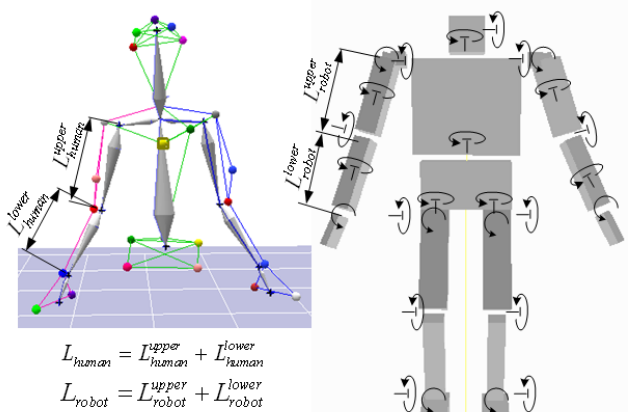 L^{upper}_{human}
L^{lower}_{human}
L^{upper}_{robot}
L^{lower}_{robot}
L_{human} = L^{upper}_{human} + L^{lower}_{human}
L_{robot} = L^{upper}_{robot} + L^{lower}_{robot}